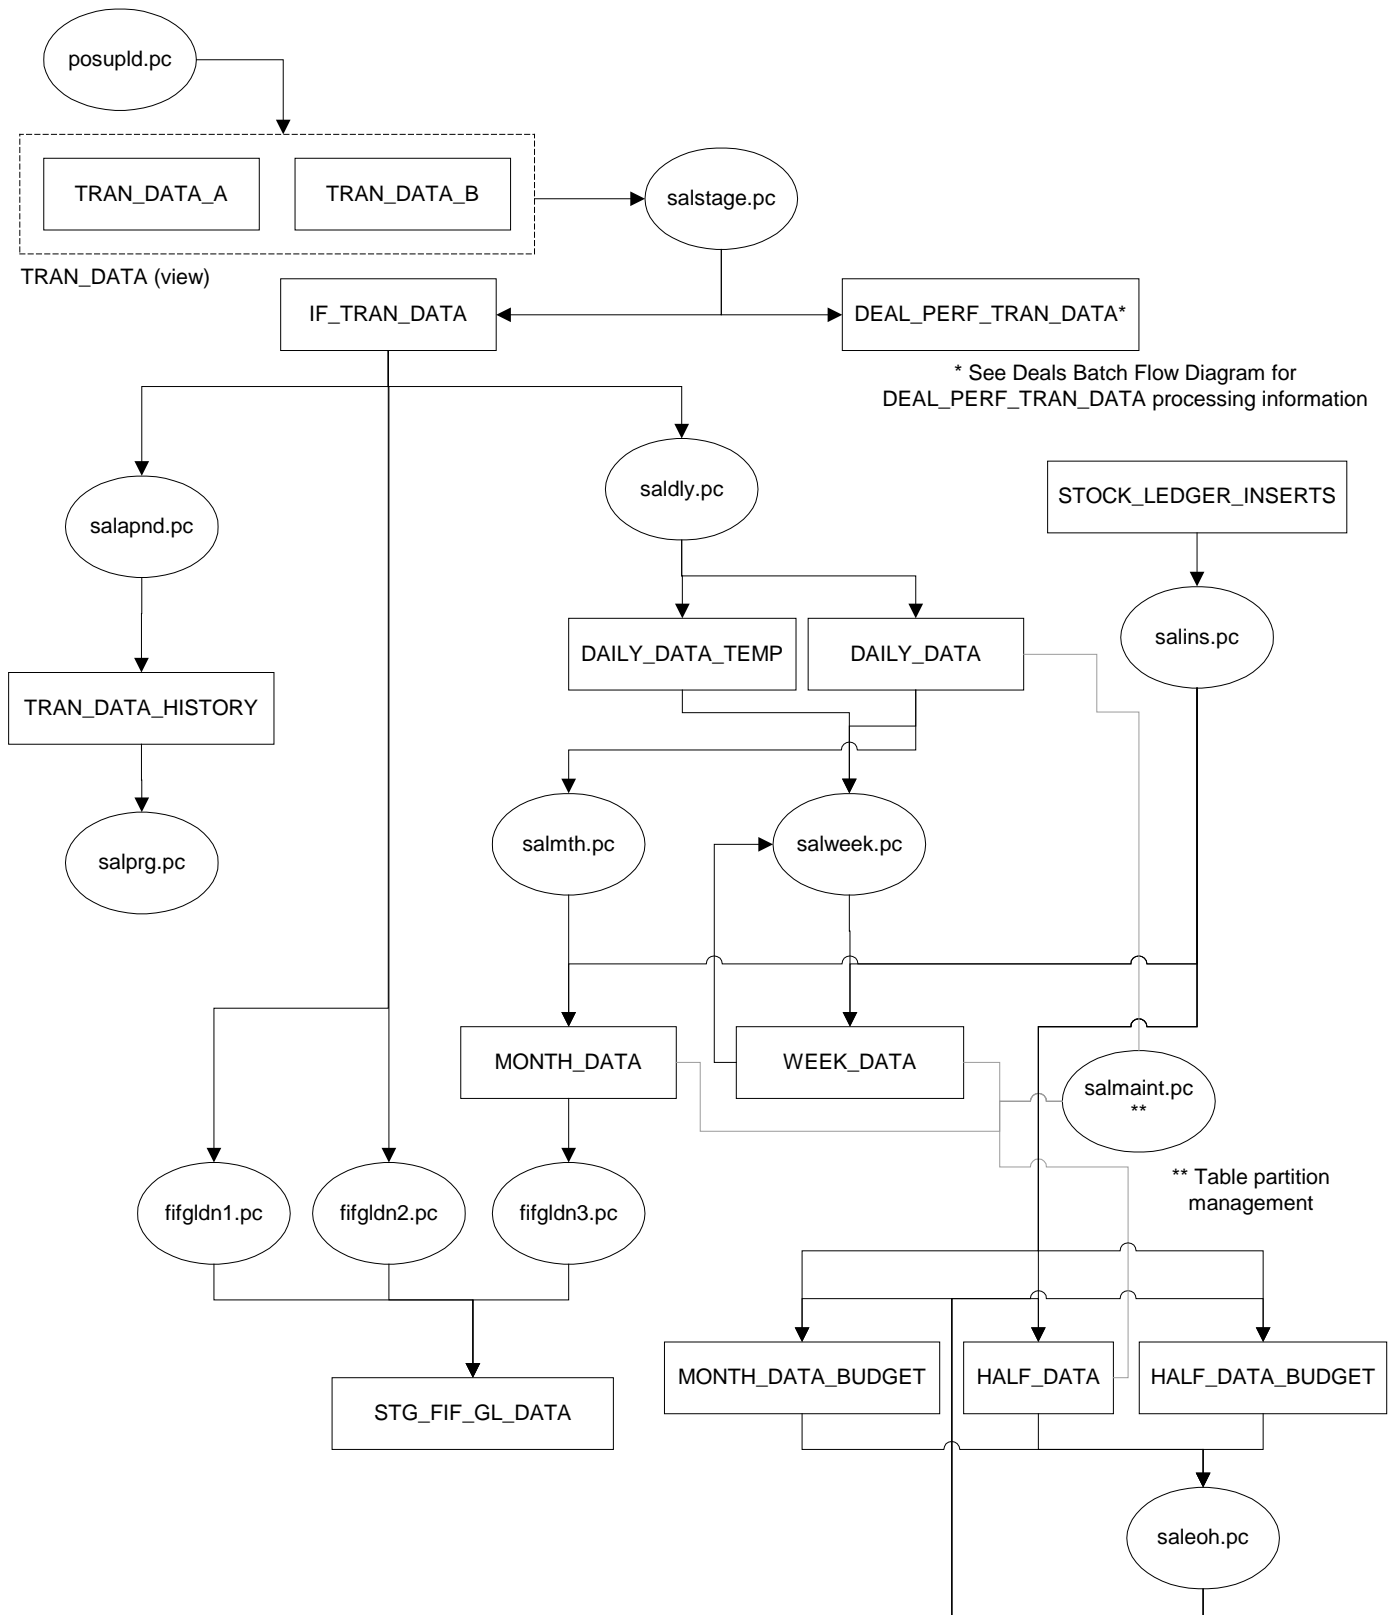 posupld.pc
TRAN_DATA_A
TRAN_DATA_B
salstage.pc
TRAN_DATA (view)
IF_TRAN_DATA
DEAL_PERF_TRAN_DATA*
* See Deals Batch Flow Diagram for
DEAL_PERF_TRAN_DATA processing information
saldly.pc
STOCK_LEDGER_INSERTS
salapnd.pc
DAILY_DATA_TEMP
DAILY_DATA
salins.pc
TRAN_DATA_HISTORY
salmth.pc
salweek.pc
salprg.pc
MONTH_DATA
WEEK_DATA
salmaint.pc
**
** Table partition
management
fifgldn1.pc
fifgldn2.pc
fifgldn3.pc
MONTH_DATA_BUDGET
HALF_DATA
HALF_DATA_BUDGET
STG_FIF_GL_DATA
saleoh.pc